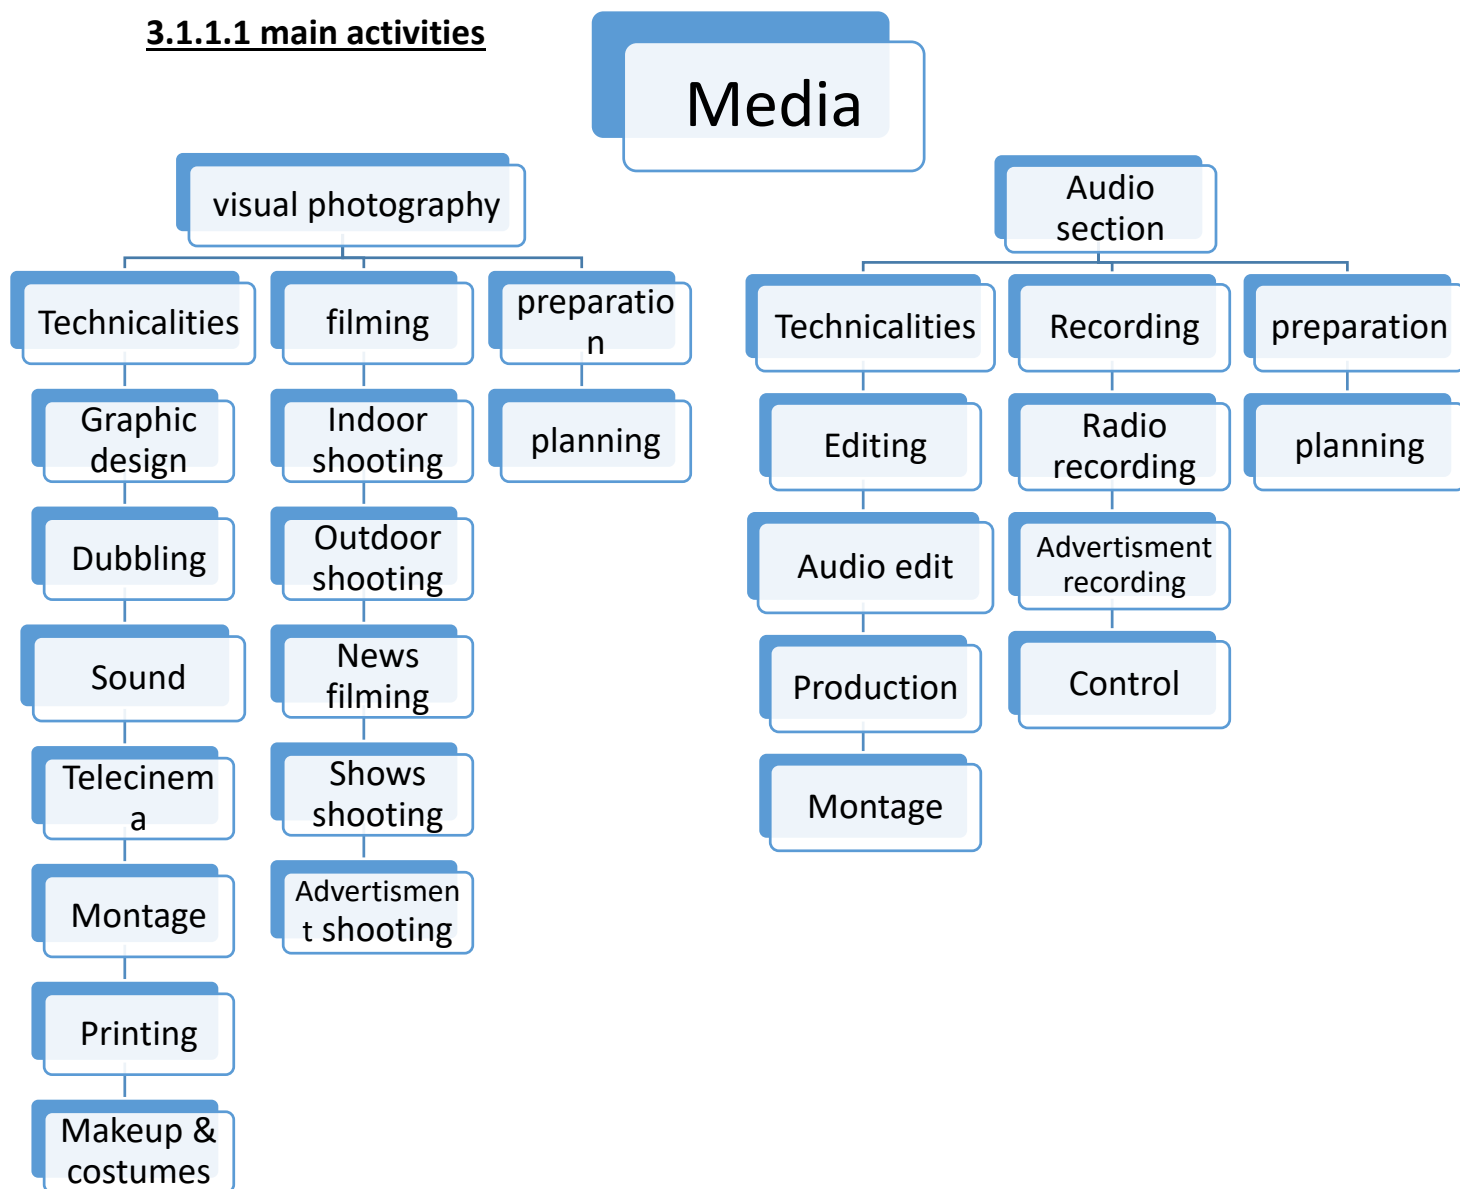 3.1.1.1 main activities
Media
visual photography
Technicalities
Graphic
design
Dubbling
Sound
Telecinem
a
Montage
Printing
Makeup &
costumes
filming
Indoor
shooting
Outdoor
shooting
News
filming
Shows
shooting
Advertismen
t shooting
preparatio
n
planning
Audio
section
Technicalities
Editing
Audio edit
Production
Montage
Recording
Radio
recording
Advertisment
recording
Control
preparation
planning